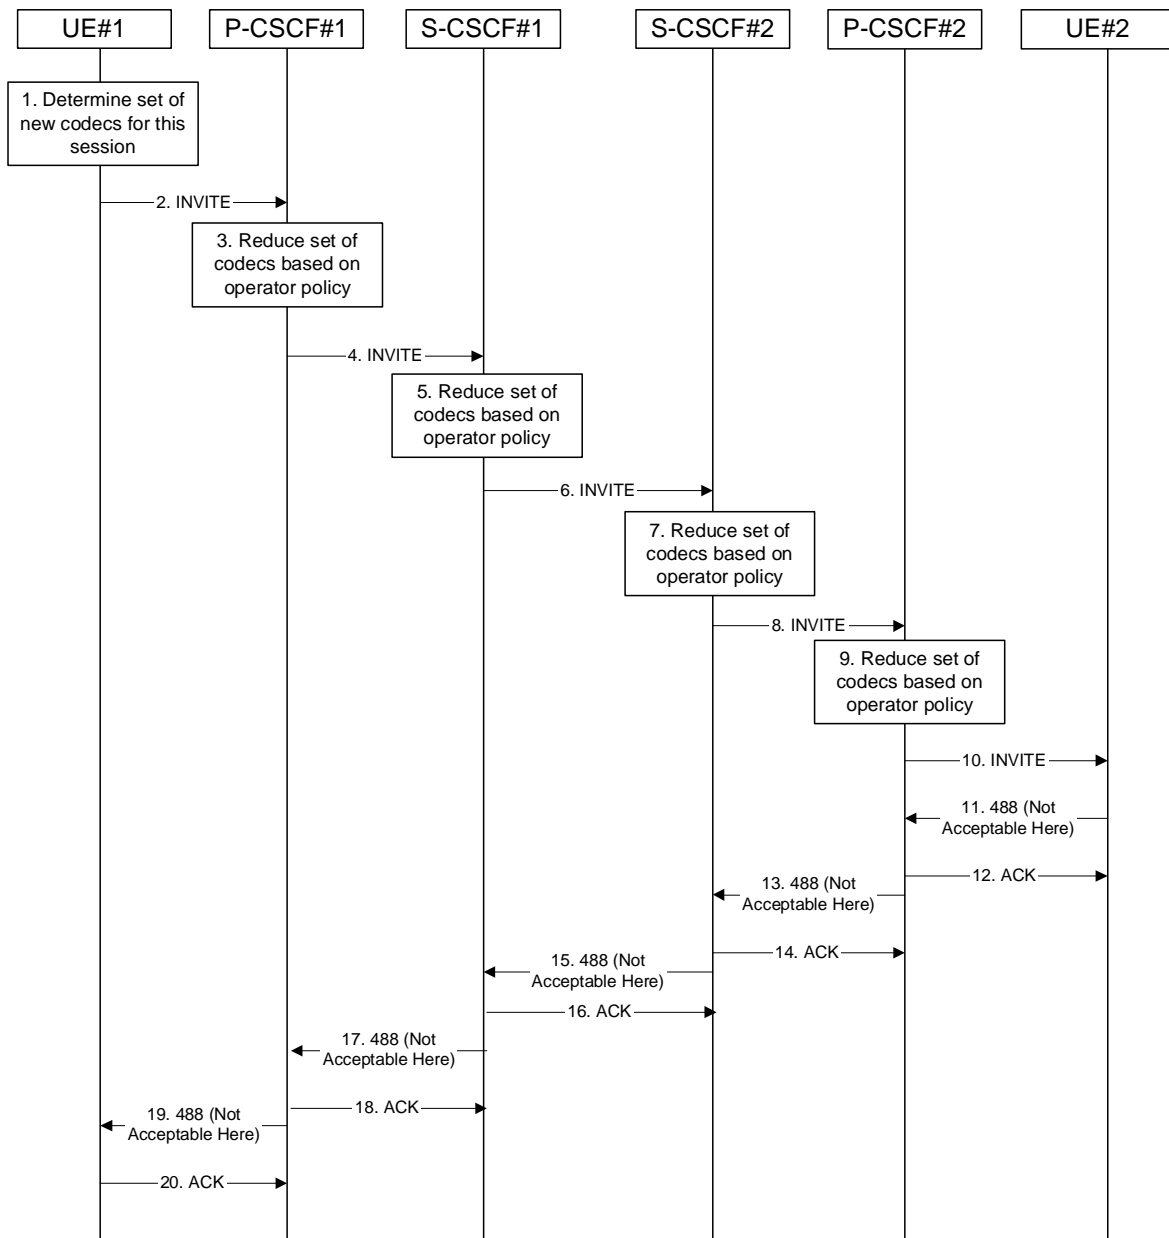 UE#1
P-CSCF#1
S-CSCF#1
S-CSCF#2
P-CSCF#2
UE#2
1. Determine set of
new codecs for this
session
2. INVITE
3. Reduce set of
codecs based on
operator policy
4. INVITE
5. Reduce set of
codecs based on
operator policy
6. INVITE
7. Reduce set of
codecs based on
operator policy
8. INVITE
9. Reduce set of
codecs based on
operator policy
10. INVITE
11. 488 (Not
Acceptable Here)
12. ACK
13. 488 (Not
Acceptable Here)
14. ACK
15. 488 (Not
Acceptable Here)
16. ACK
17. 488 (Not
Acceptable Here)
18. ACK
19. 488 (Not
Acceptable Here)
20. ACK